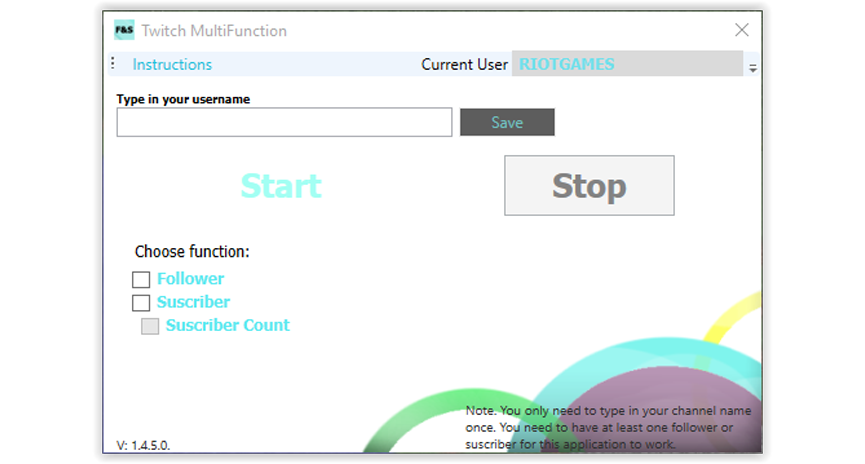 F&S Twitch MultiFunction
Instructions Current User RIOTGAMES
Type in your username
Save
Start Stop
Choose function:
Follower
Suscriber
Suscriber Count
Note. You only need to type in your channel name
once. You need to have at least one follower or
suscriber for this application to work.
V: 1.4.5.0.